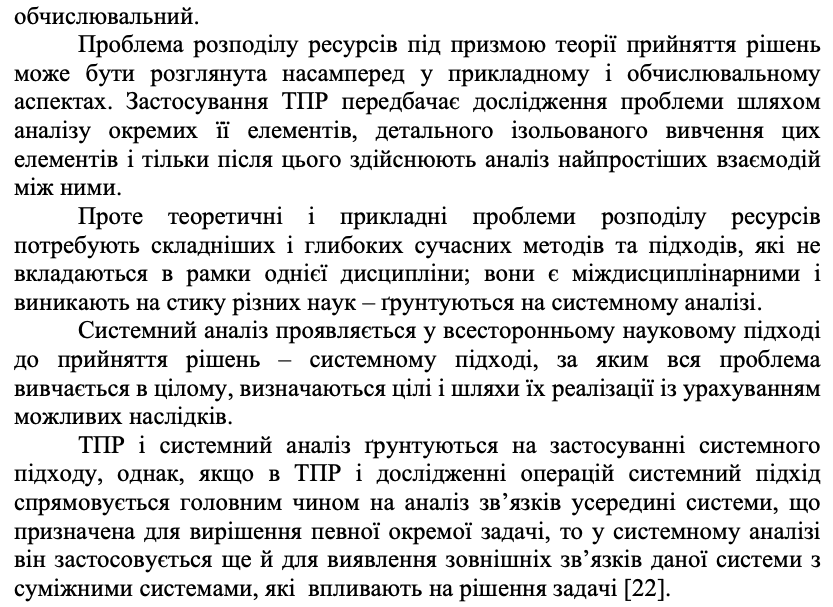 обчислювальний.
Проблема розподілу ресурсів під призмою теорії прийняття рішень
може бути розглянута насамперед у прикладному і обчислювальному
аспектах. Застосування ТПР передбачає дослідження проблеми шляхом
аналізу окремих її елементів, детального ізольованого вивчення цих
елементів і тільки після цього здійснюють аналіз найпростіших взаємодій
між ними.
Проте теоретичні і прикладні проблеми розподілу ресурсів
потребують складніших і глибоких сучасних методів та підходів, які не
вкладаються в рамки однієї дисципліни; вони є міждисциплінарними і
виникають на стику різних наук – ґрунтуються на системному аналізі.
Системний аналіз проявляється у всесторонньому науковому підході
до прийняття рішень – системному підході, за яким вся проблема
вивчається в цілому, визначаються цілі і шляхи їх реалізації із урахуванням
можливих наслідків.
ТПР і системний аналіз ґрунтуються на застосуванні системного
підходу, однак, якщо в ТПР і дослідженні операцій системний підхід
спрямовується головним чином на аналіз зв’язків усередині системи, що
призначена для вирішення певної окремої задачі, то у системному аналізі
він застосовується ще й для виявлення зовнішніх зв’язків даної системи з
суміжними системами, які  впливають на рішення задачі [22].